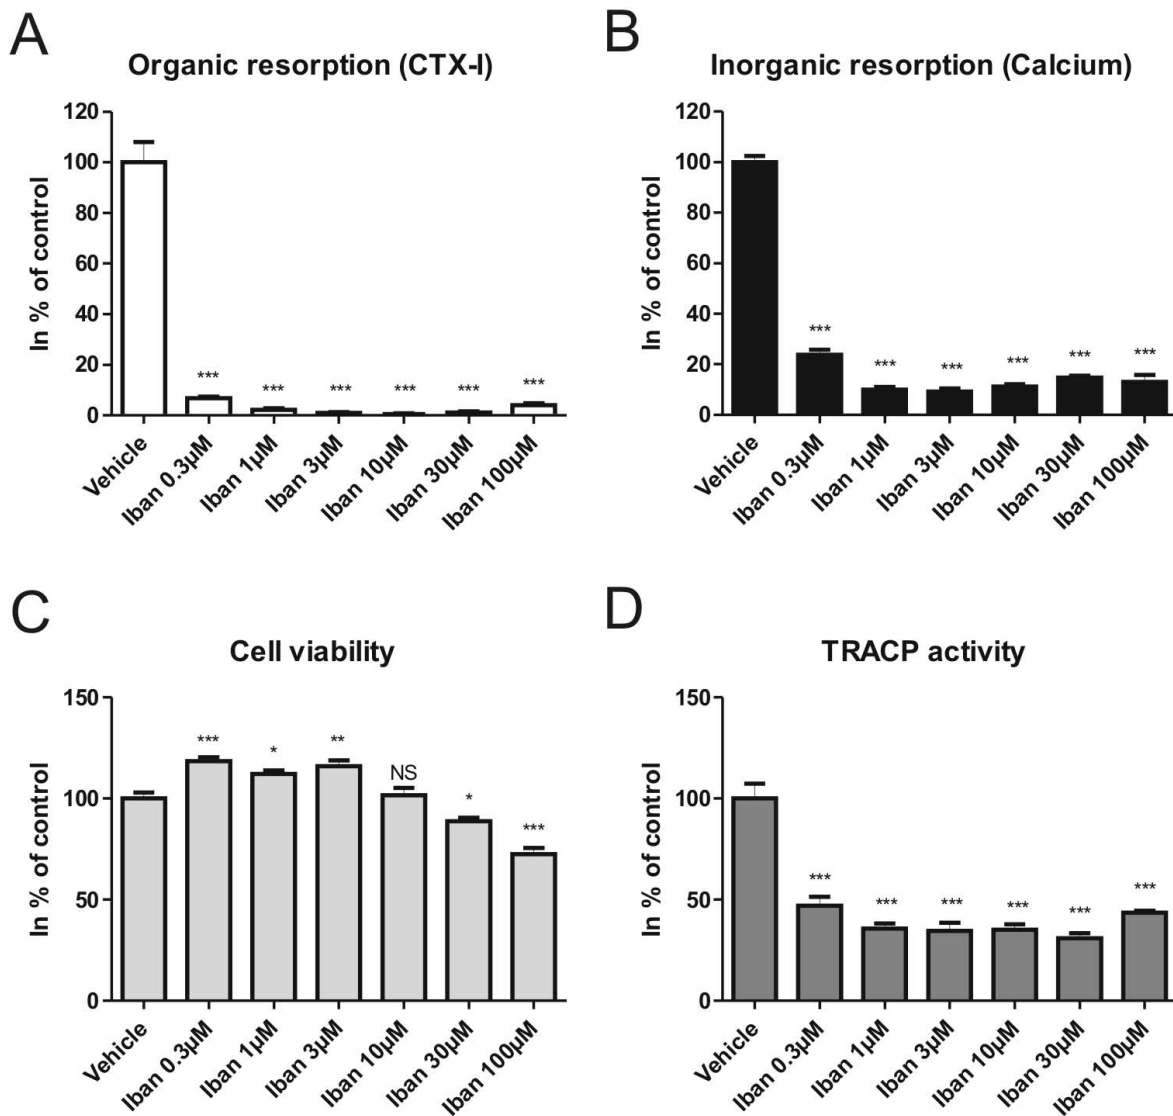 A
Organic resorption (CTX-I)
In % of control
120
100
80
60
40
20
0
***
***
***
***
***
***
Vehicle
Iban 0.3µM
Iban 1µM
Iban 3µM
Iban 10µM
Iban 30µM
Iban 100µM
B
Inorganic resorption (Calcium)
In % of control
120
100
80
60
40
20
0
***
***
***
***
***
***
Vehicle
Iban 0.3µM
Iban 1µM
Iban 3µM
Iban 10µM
Iban 30µM
Iban 100µM
C
Cell viability
In % of control
150
100
50
0
***
*
**
NS
*
***
Vehicle
Iban 0.3µM
Iban 1µM
Iban 3µM
Iban 10µM
Iban 30µM
Iban 100µM
D
TRACP activity
In % of control
150
100
50
0
***
***
***
***
***
***
Vehicle
Iban 0.3µM
Iban 1µM
Iban 3µM
Iban 10µM
Iban 30µM
Iban 100µM